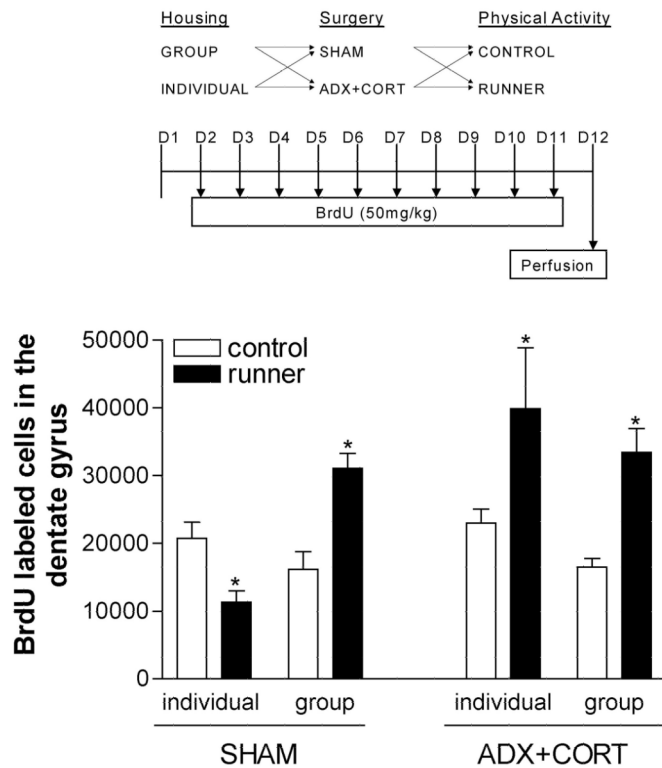 Housing Surgery Physical Activity
GROUP SHAM CONTROL
INDIVIDUAL ADX+CORT RUNNER
D1 D2 D3 D4 D5 D6 D7 D8 D9 D10 D11 D12
BrdU (50mg/kg)
Perfusion
BrdU labeled cells in the
dentate gyrus
50000
40000
30000
20000
10000
0
control
runner
*
*
*
*
individual group individual group
SHAM ADX+CORT